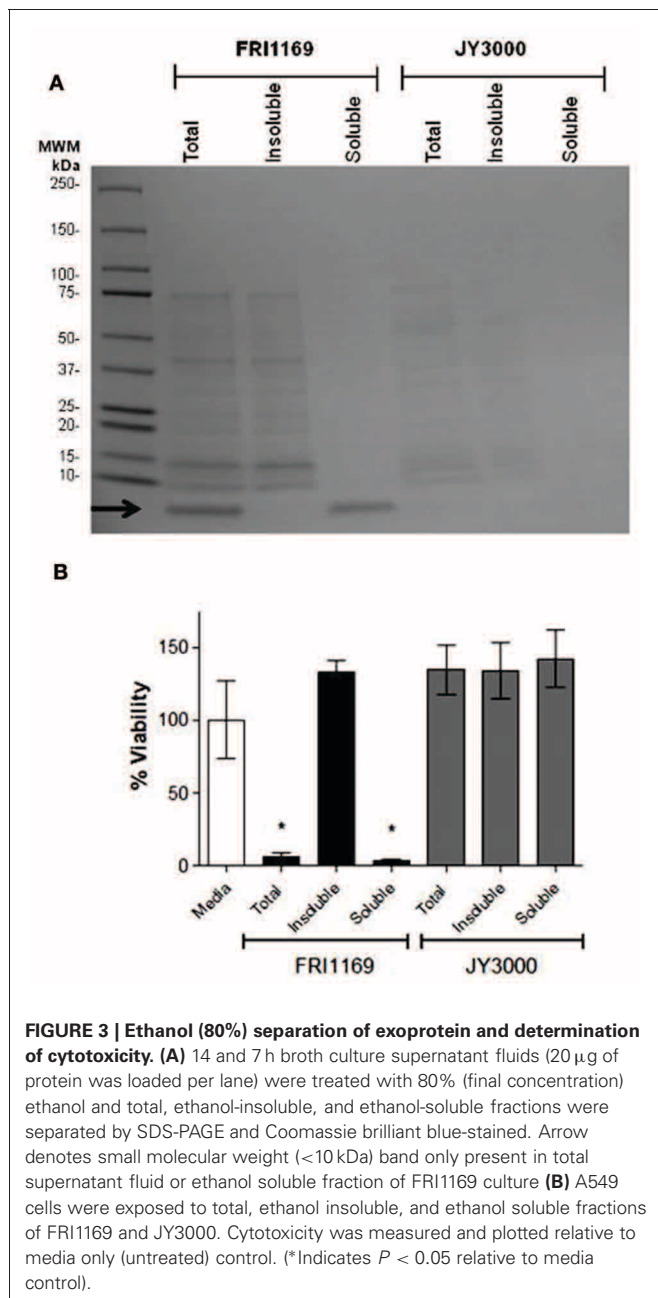 FRI1169 JY3000
A
Total Insoluble Soluble Total Insoluble Soluble
MWM
kDa
250-
150-
100-
75-
50-
37-
25-
20-
15-
10-
B
% Viability
150
100
50
0
* *
Media Total Insoluble Soluble Total Insoluble Soluble
FRI1169 JY3000
FIGURE 3 | Ethanol (80%) separation of exoprotein and determination
of cytotoxicity. (A) 14 and 7 h broth culture supernatant fluids (20 μg of
protein was loaded per lane) were treated with 80% (final concentration)
ethanol and total, ethanol-insoluble, and ethanol-soluble fractions were
separated by SDS-PAGE and Coomassie brilliant blue-stained. Arrow
denotes small molecular weight (<10 kDa) band only present in total
supernatant fluid or ethanol soluble fraction of FRI1169 culture (B) A549
cells were exposed to total, ethanol insoluble, and ethanol soluble fractions
of FRI1169 and JY3000. Cytotoxicity was measured and plotted relative to
media only (untreated) control. (*Indicates P < 0.05 relative to media
control).